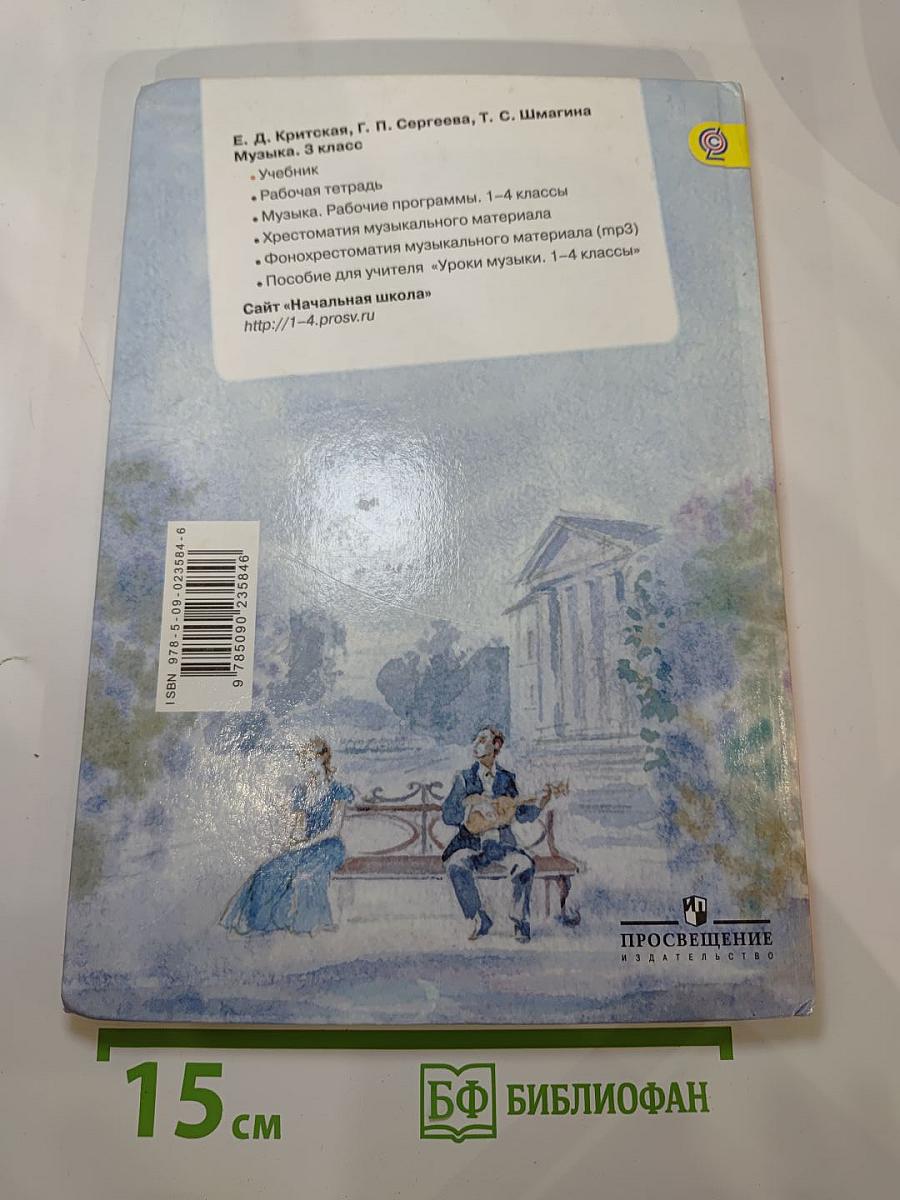 Е. Д. Критская, Г. П. Сергеева, Т. С. Шмагина
Музыка. 3 класс
• Учебник
• Рабочая тетрадь
• Музыка. Рабочие программы. 1–4 классы
• Хрестоматия музыкального материала
• Фонохрестоматия музыкального материала (mp3)
• Пособие для учителя «Уроки музыки. 1–4 классы»
Сайт «Начальная школа»
http://1–4.prosv.ru
ISBN 978-5-09-023584-6
9 785090 235846
ИП
ПРОСВЕЩЕНИЕ
ИЗДАТЕЛЬСТВО
15 см
БФ БИБЛИОФАН